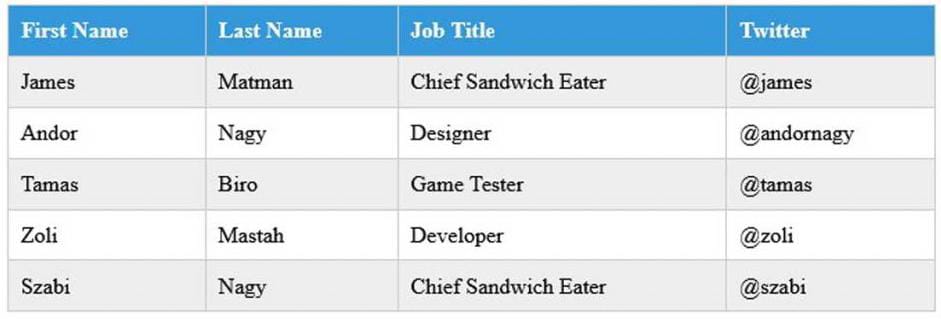 First Name Last Name Job Title Twitter
James Matman Chief Sandwich Eater @james
Andor Nagy Designer @andornagy
Tamas Biro Game Tester @tamas
Zoli Mastah Developer @zoli
Szabi Nagy Chief Sandwich Eater @szabi